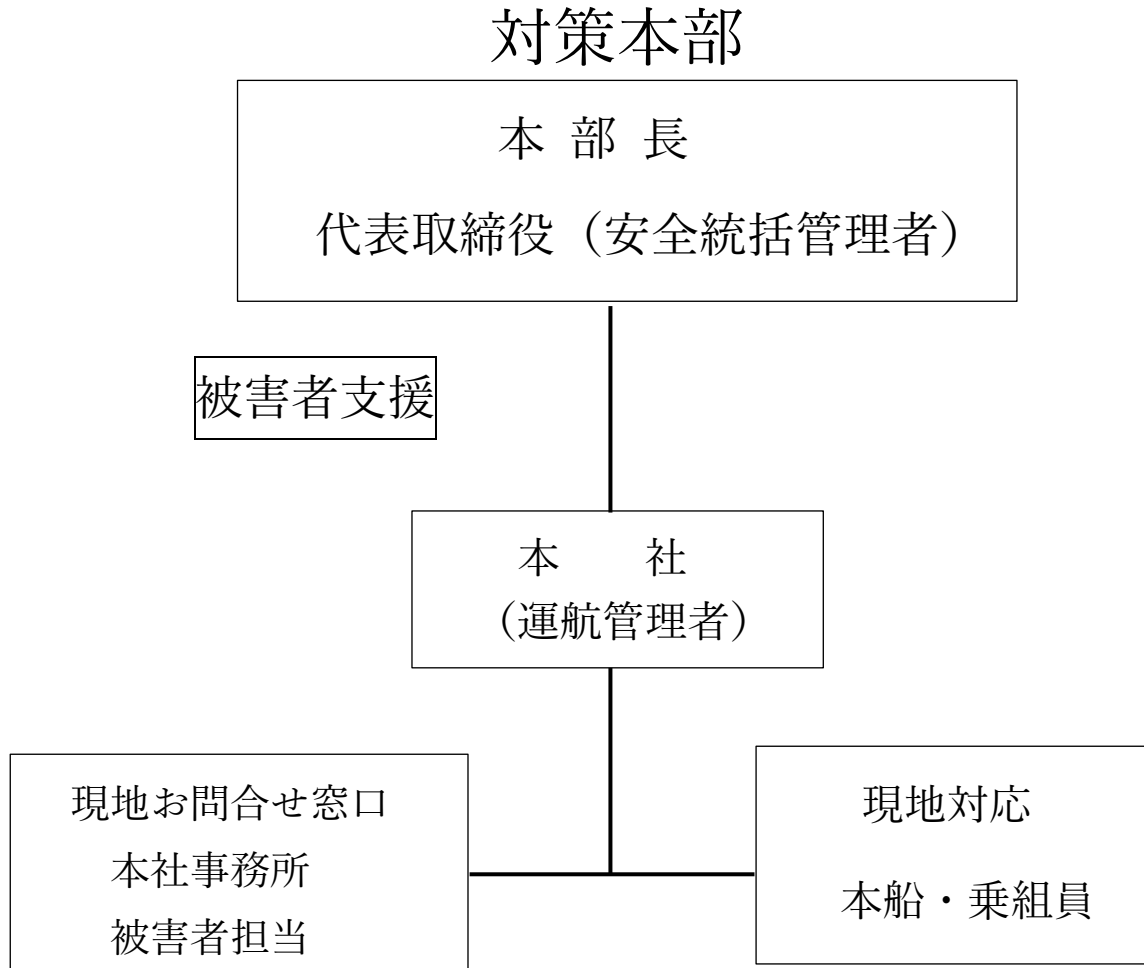 対策本部
本 部 長
代表取締役（安全統括管理者）
被害者支援
本　　社
（運航管理者）
現地お問合せ窓口
本社事務所
被害者担当
現地対応
本船・乗組員